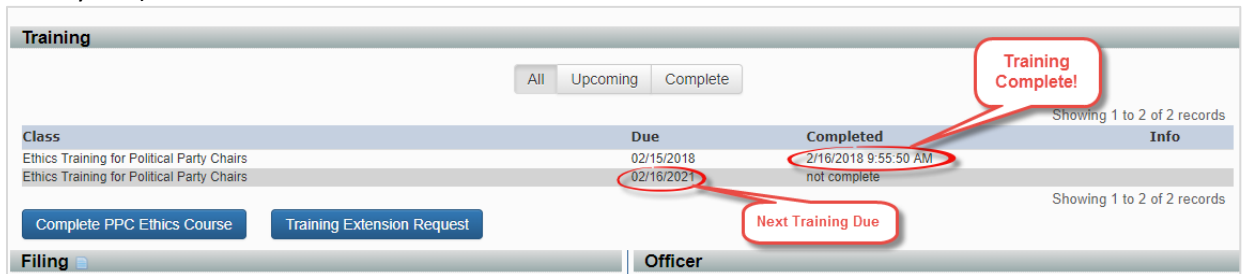 Training
Training
Complete!
All Upcoming Complete
Showing 1 to 2 of 2 records
Class Due Completed Info
Ethics Training for Political Party Chairs 02/15/2018 2/16/2018 9:55:50 AM
Ethics Training for Political Party Chairs 02/16/2021 not complete
Showing 1 to 2 of 2 records
Complete PPC Ethics Course Training Extension Request
Next Training Due
Filing Officer